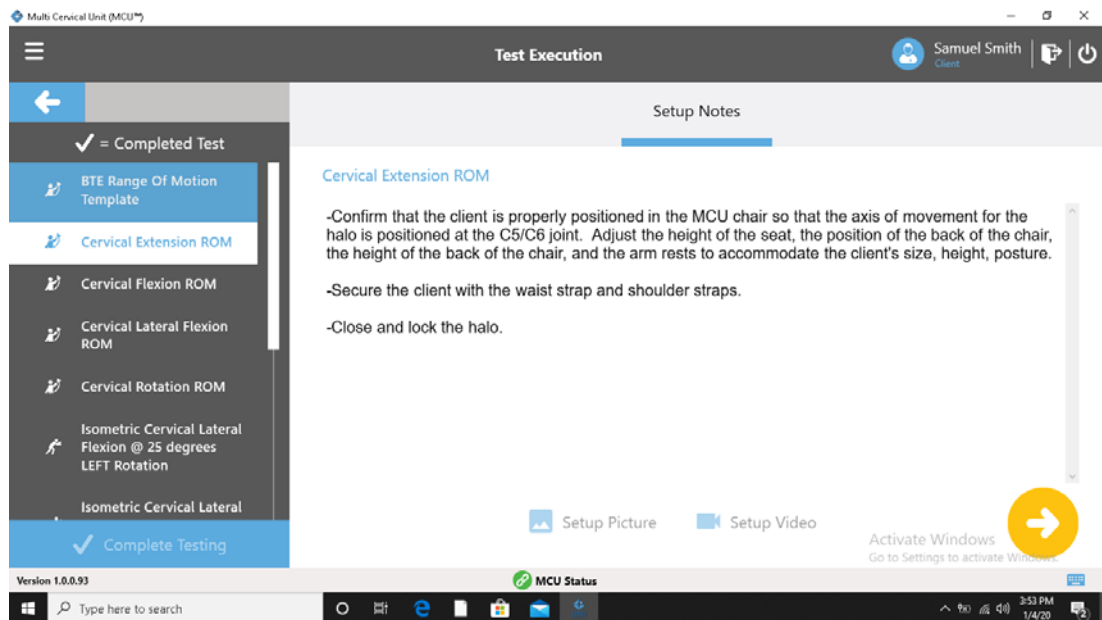 Multi Cervical Unit (MCU™)
Test Execution
Samuel Smith
Client
Setup Notes
✓ = Completed Test
BTE Range Of Motion
Template
Cervical Extension ROM
Cervical Flexion ROM
Cervical Lateral Flexion
ROM
Cervical Rotation ROM
Isometric Cervical Lateral
Flexion @ 25 degrees
LEFT Rotation
Isometric Cervical Lateral
Complete Testing
Cervical Extension ROM
-Confirm that the client is properly positioned in the MCU chair so that the axis of movement for the
halo is positioned at the C5/C6 joint.  Adjust the height of the seat, the position of the back of the chair,
the height of the back of the chair, and the arm rests to accommodate the client's size, height, posture.
-Secure the client with the waist strap and shoulder straps.
-Close and lock the halo.
Setup Picture
Setup Video
Activate Windows
Go to Settings to activate Windows.
Version 1.0.0.93
MCU Status
Type here to search
3:53 PM
1/4/20
2